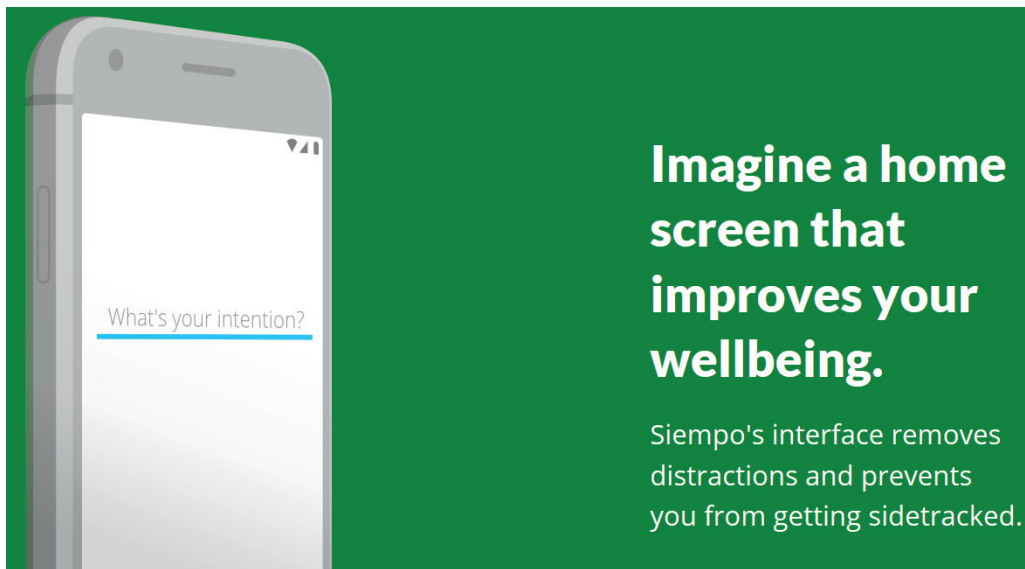 What's your intention?
Imagine a home
screen that
improves your
wellbeing.
Siempo's interface removes
distractions and prevents
you from getting sidetracked.